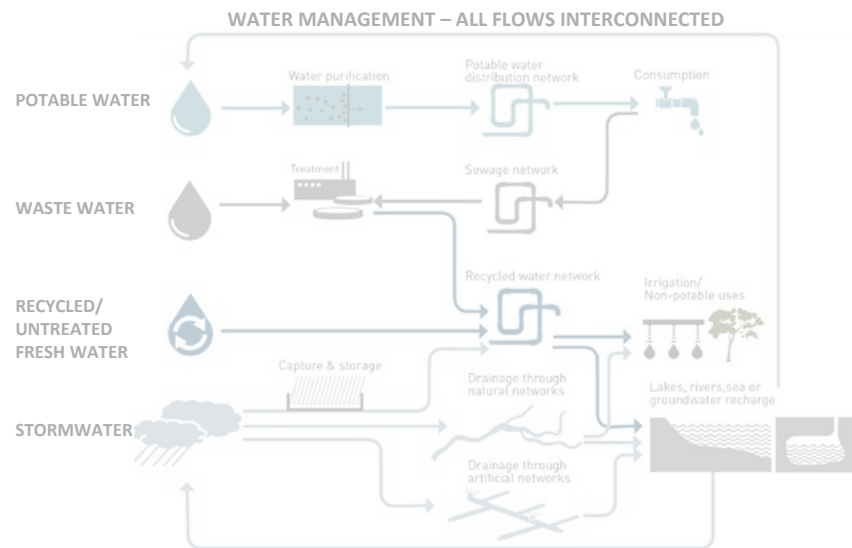 WATER MANAGEMENT – ALL FLOWS INTERCONNECTED
POTABLE WATER
Water purification
Potable water
distribution network
Consumption
WASTE WATER
Treatment
Sewage network
RECYCLED/
UNTREATED
FRESH WATER
Recycled water network
Irrigation/
Non-potable uses
STORMWATER
Capture & storage
Drainage through
natural networks
Lakes, rivers,sea or
groundwater recharge
Drainage through
artificial networks